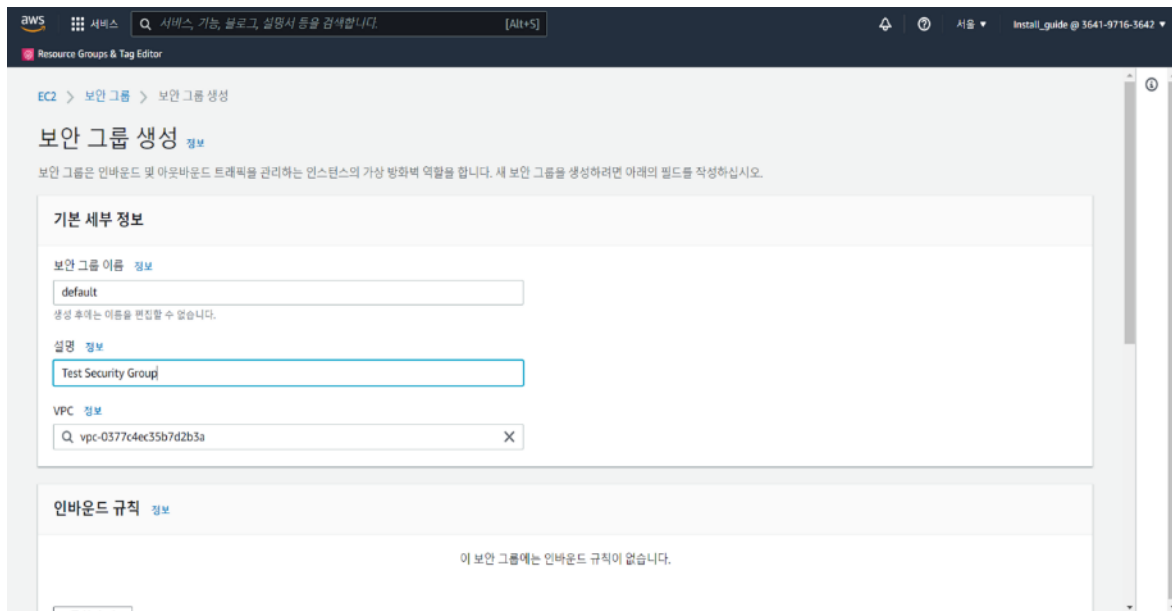 aws
서비스
서비스, 기능, 블로그, 설명서 등을 검색합니다.
[Alt+S]
서울 ▼
Install_guide @ 3641-9716-3642 ▼
Resource Groups & Tag Editor
EC2 > 보안 그룹 > 보안 그룹 생성
보안 그룹 생성 정보
보안 그룹은 인바운드 및 아웃바운드 트래픽을 관리하는 인스턴스의 가상 방화벽 역할을 합니다. 새 보안 그룹을 생성하려면 아래의 필드를 작성하십시오.
기본 세부 정보
보안 그룹 이름 정보
default
생성 후에는 이름을 편집할 수 없습니다.
설명 정보
Test Security Group
VPC 정보
vpc-0377c4ec35b7d2b3a
인바운드 규칙 정보
이 보안 그룹에는 인바운드 규칙이 없습니다.